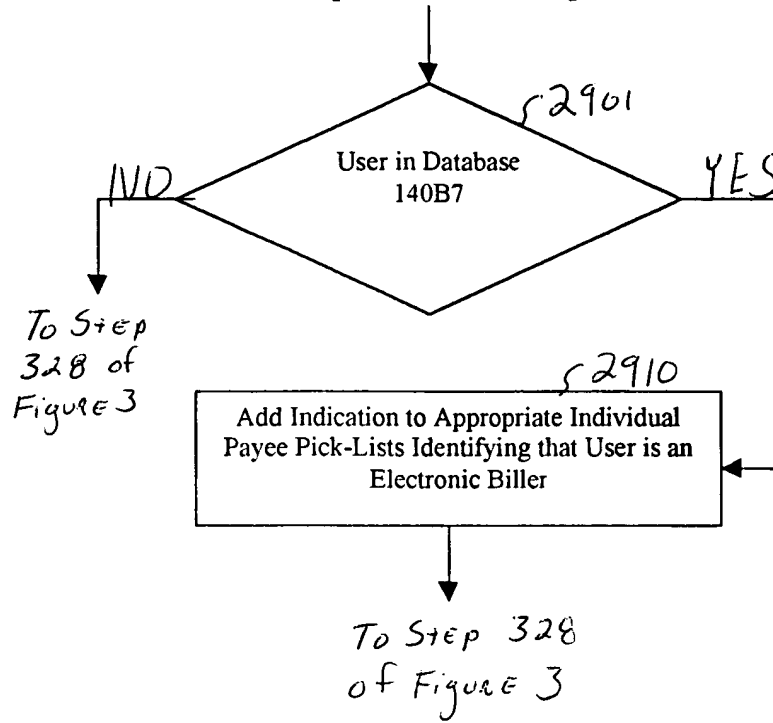 2901
User in Database
140B7
NO
YES
To Step
328 of
Figure 3
2910
Add Indication to Appropriate Individual
Payee Pick-Lists Identifying that User is an
Electronic Biller
To Step 328
of Figure 3